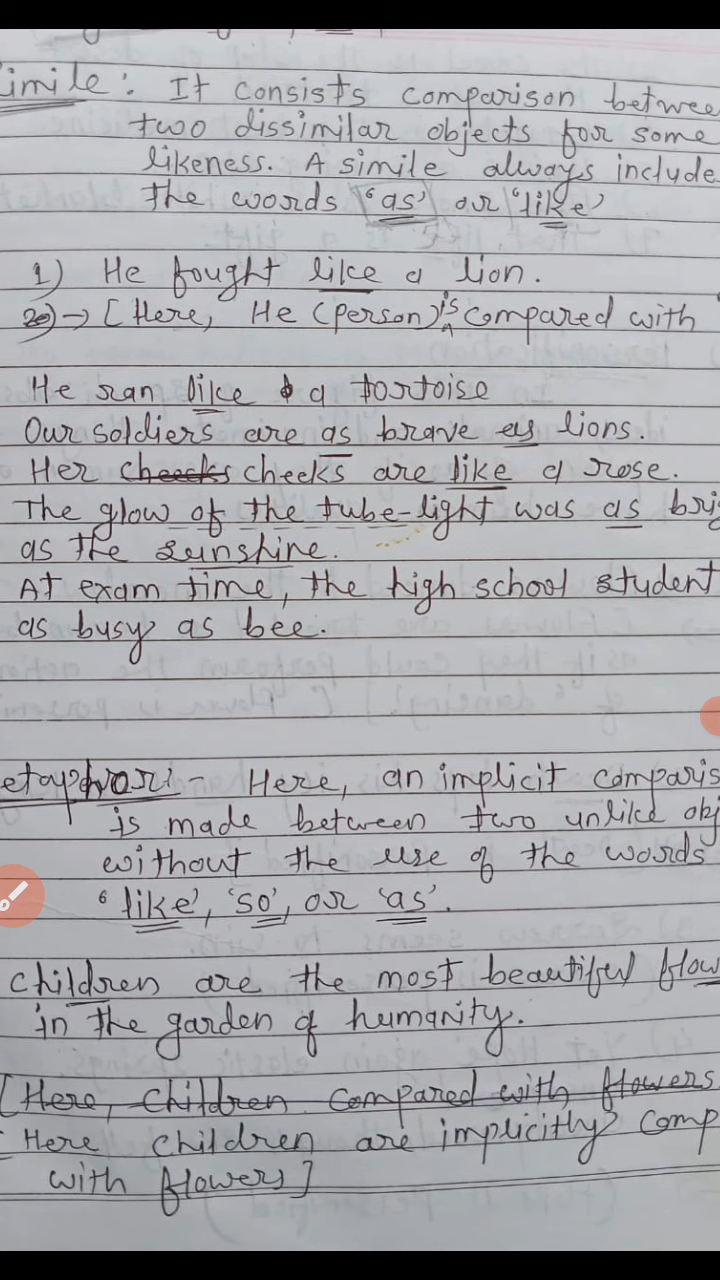 imile: It consists comparison betwee
two dissimilar objects for some
likeness. A simile always include
the words 'as' or 'like'
1) He fought like a lion.
2) → [Here, He (person) is compared with
He ran like a tortoise
Our soldiers are as brave as lions.
Her cheecks cheeks are like a rose.
The glow of the tube-light was as brig
as the sunshine.
At exam time, the high school student
as busy as bee.
etaphor:- Here, an implicit comparis
is made between two unlike obj
without the use of the words
'like', 'so', or 'as'.
children are the most beautiful flow
in the garden of humanity.
[Here, children compared with flowers
[Here children are implicitly comp
with flowers]